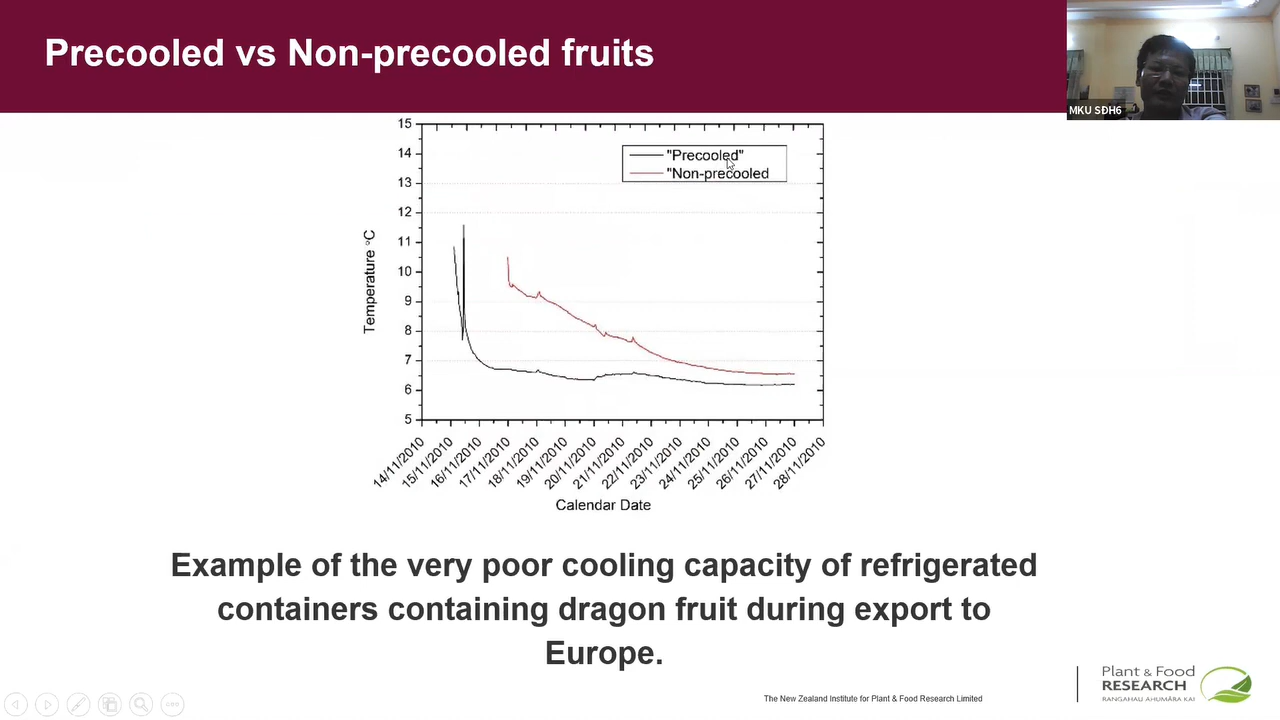 Precooled vs Non-precooled fruits
MKU SĐH6
15
14
13
12
11
10
9
8
7
6
5
Temperature °C
"Precooled"
"Non-precooled
14/11/2010
15/11/2010
16/11/2010
17/11/2010
18/11/2010
19/11/2010
20/11/2010
21/11/2010
22/11/2010
23/11/2010
24/11/2010
25/11/2010
26/11/2010
27/11/2010
28/11/2010
Calendar Date
Example of the very poor cooling capacity of refrigerated
containers containing dragon fruit during export to
Europe.
The New Zealand Institute for Plant & Food Research Limited
Plant & Food
RESEARCH
RANGAHAU AHUMĀRA KAI